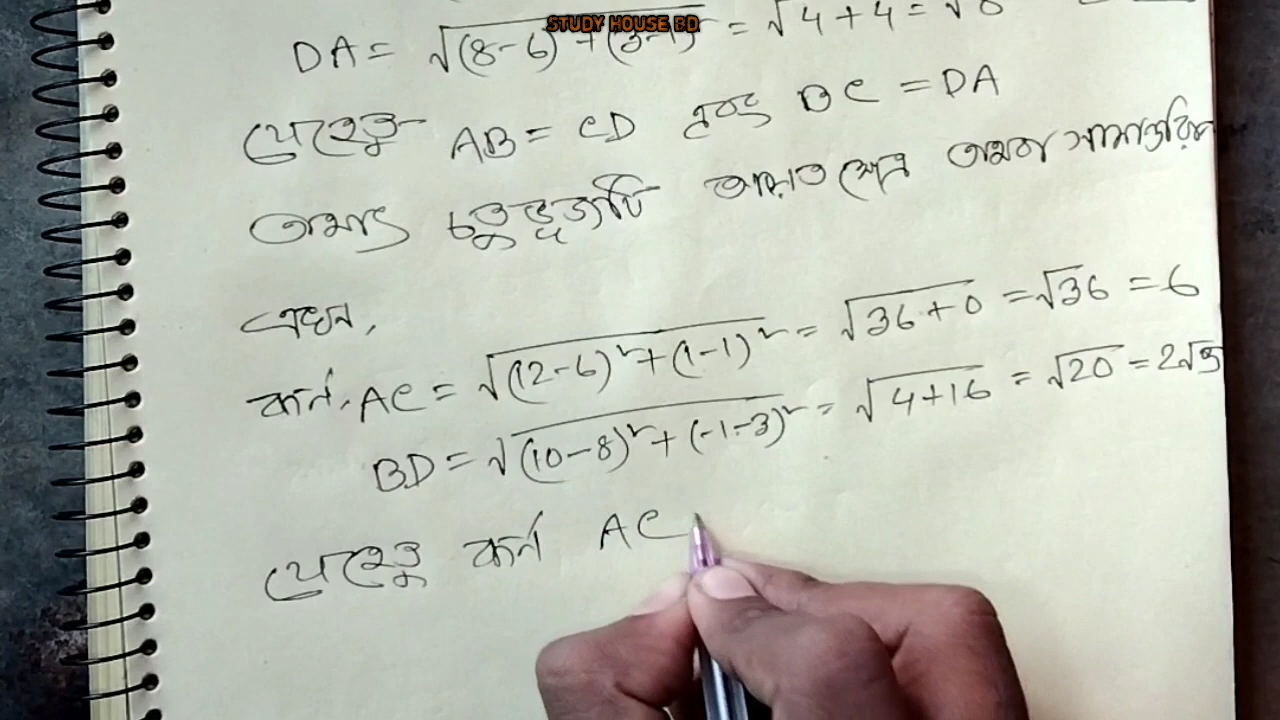 STUDY HOUSE BD
DA = √(8-6)² + (3-1)² = √4+4 = √8
যেহেতু AB = CD এবং BC = DA
অতএব চতুর্ভুজটি আয়তক্ষেত্র অথবা সামান্তরিক
এখন,
কর্ন, AC = √(12-6)² + (1-1)² = √36+0 = √36 = 6
BD = √(10-8)² + (-1-3)² = √4+16 = √20 = 2√5
যেহেতু কর্ন AC